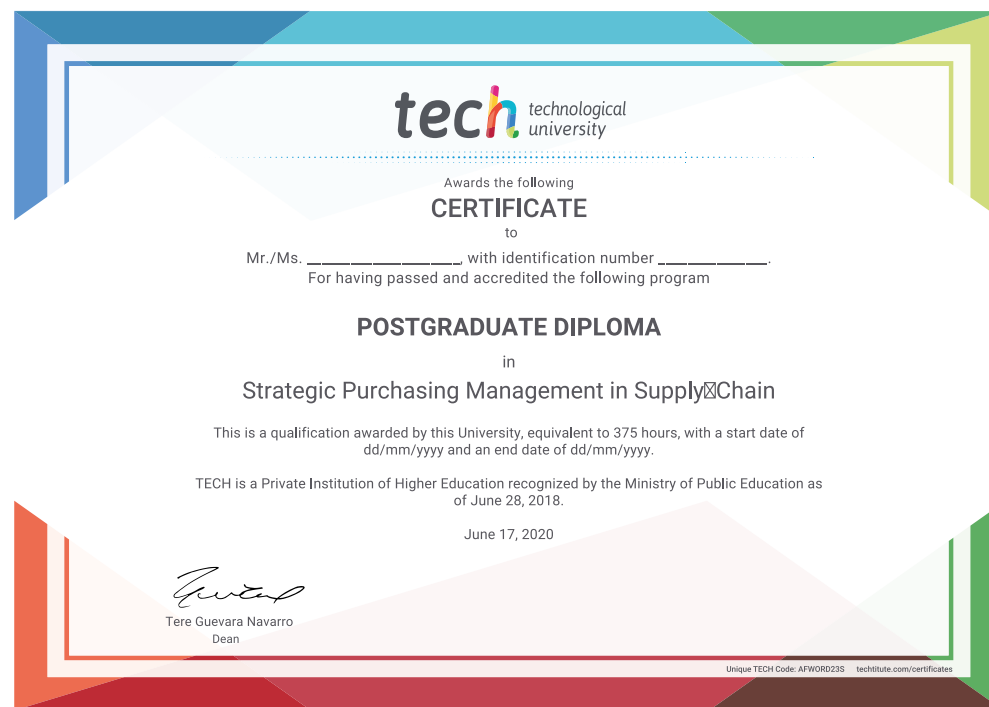 tech technological
university
Awards the following
CERTIFICATE
to
Mr./Ms. ____________________, with identification number ______________.
For having passed and accredited the following program
POSTGRADUATE DIPLOMA
in
Strategic Purchasing Management in Supply☒Chain
This is a qualification awarded by this University, equivalent to 375 hours, with a start date of
dd/mm/yyyy and an end date of dd/mm/yyyy.
TECH is a Private Institution of Higher Education recognized by the Ministry of Public Education as
of June 28, 2018.
June 17, 2020
Tere Guevara Navarro
Dean
Unique TECH Code: AFWORD23S techtitute.com/certificates